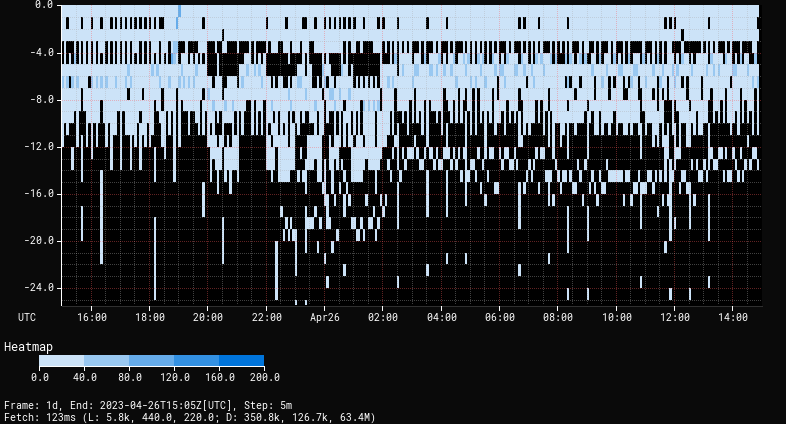 0.0
-4.0
-8.0
-12.0
-16.0
-20.0
-24.0
UTC 16:00 18:00 20:00 22:00 Apr26 02:00 04:00 06:00 08:00 10:00 12:00 14:00
Heatmap
0.0 40.0 80.0 120.0 160.0 200.0
Frame: 1d, End: 2023-04-26T15:05Z[UTC], Step: 5m
Fetch: 123ms (L: 5.8k, 440.0, 220.0; D: 350.8k, 126.7k, 63.4M)